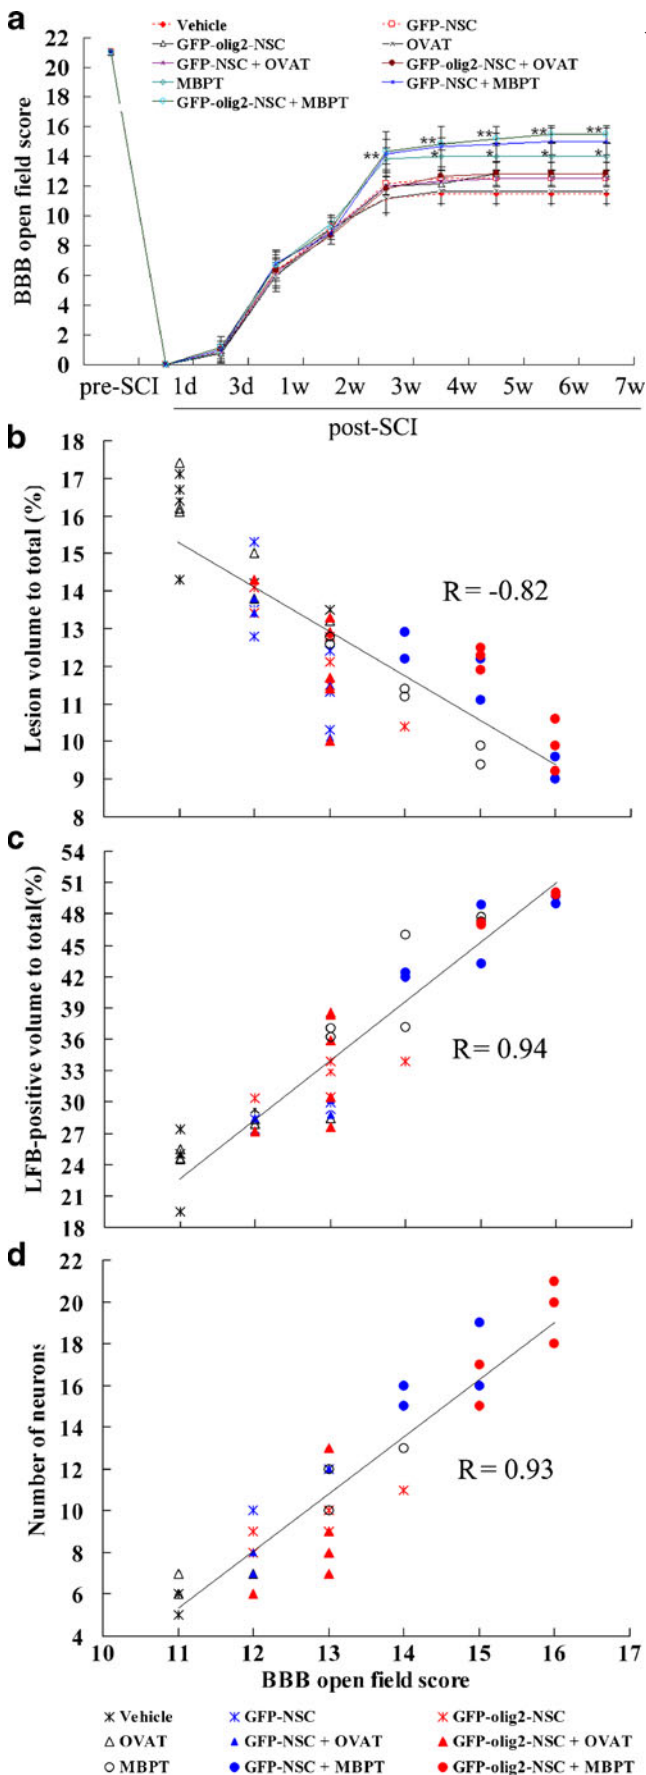 a
Vehicle GFP-NSC
GFP-olig2-NSC OVAT
GFP-NSC + OVAT GFP-olig2-NSC + OVAT
MBPT GFP-NSC + MBPT
GFP-olig2-NSC + MBPT
BBB open field score
22
20
18
16
14
12
10
8
6
4
2
0
** ** ** ** **
* * * *
pre-SCI 1d 3d 1w 2w 3w 4w 5w 6w 7w
post-SCI
b
Lesion volume to total (%)
18
17
16
15
14
13
12
11
10
9
8
R = -0.82
c
LFB-positive volume to total(%)
54
51
48
45
42
39
36
33
30
27
24
21
18
R = 0.94
d
Number of neurons
22
20
18
16
14
12
10
8
6
4
R = 0.93
10 11 12 13 14 15 16 17
BBB open field score
Vehicle GFP-NSC GFP-olig2-NSC
OVAT GFP-NSC + OVAT GFP-olig2-NSC + OVAT
MBPT GFP-NSC + MBPT GFP-olig2-NSC + MBPT